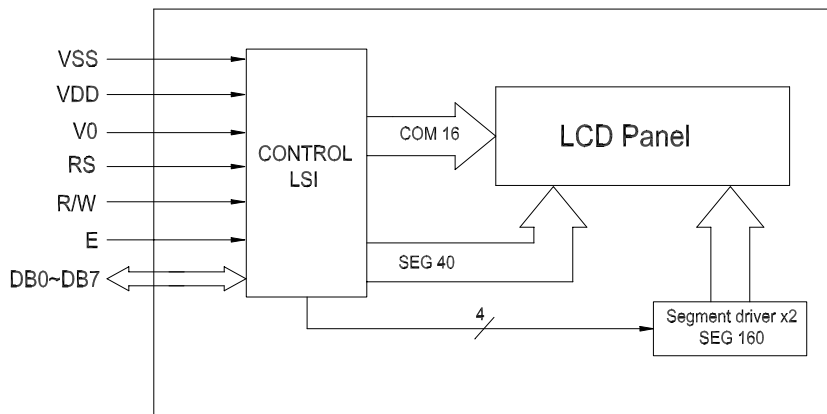 VSS
VDD
V0
RS
R/W
E
DB0~DB7
CONTROL
LSI
COM 16
SEG 40
LCD Panel
4
Segment driver x2
SEG 160